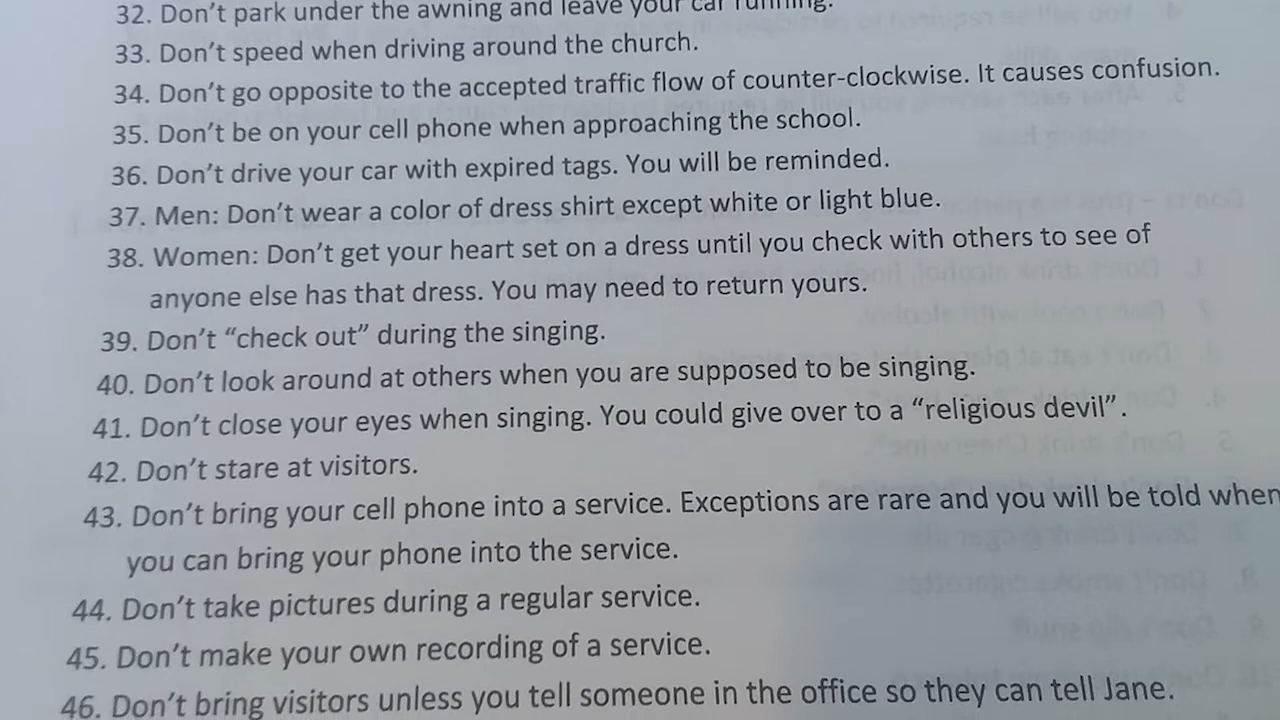 32. Don’t park under the awning and leave your car running.
33. Don’t speed when driving around the church.
34. Don’t go opposite to the accepted traffic flow of counter-clockwise. It causes confusion.
35. Don’t be on your cell phone when approaching the school.
36. Don’t drive your car with expired tags. You will be reminded.
37. Men: Don’t wear a color of dress shirt except white or light blue.
38. Women: Don’t get your heart set on a dress until you check with others to see of
anyone else has that dress. You may need to return yours.
39. Don’t “check out” during the singing.
40. Don’t look around at others when you are supposed to be singing.
41. Don’t close your eyes when singing. You could give over to a “religious devil”.
42. Don’t stare at visitors.
43. Don’t bring your cell phone into a service. Exceptions are rare and you will be told when
you can bring your phone into the service.
44. Don’t take pictures during a regular service.
45. Don’t make your own recording of a service.
46. Don’t bring visitors unless you tell someone in the office so they can tell Jane.